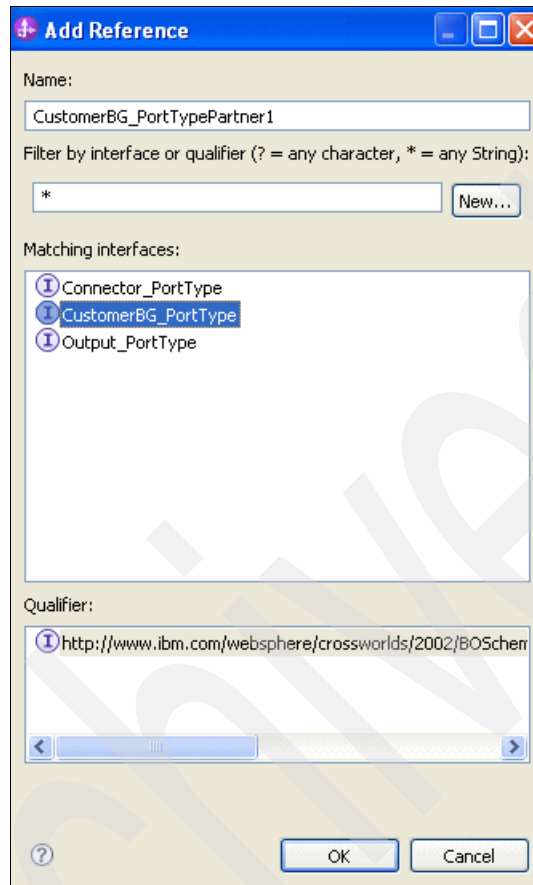 Add Reference
Name:
CustomerBG_PortTypePartner1
Filter by interface or qualifier (? = any character, * = any String):
*
New...
Matching interfaces:
Connector_PortType
CustomerBG_PortType
Output_PortType
Qualifier:
http://www.ibm.com/websphere/crossworlds/2002/BOSchem
OK
Cancel